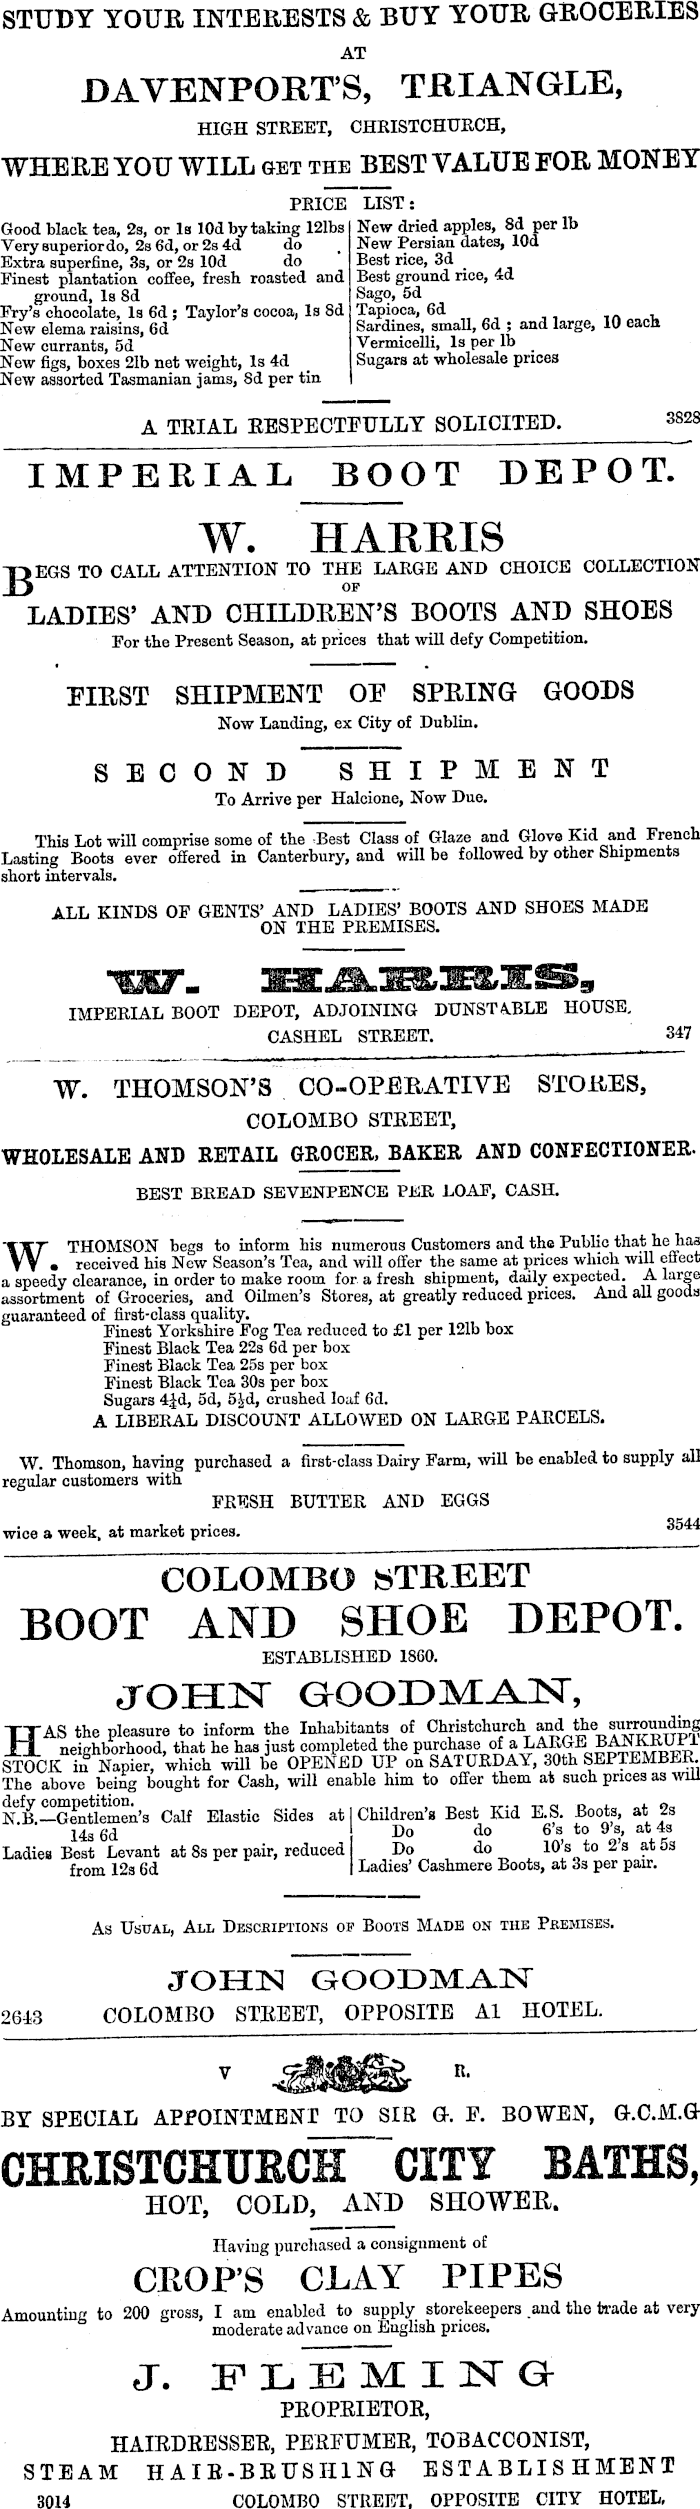 STUDY YOUR INTERESTS & BUY YOUR GROCERIES
AT
DAVENPORT'S, TRIANGLE,
HIGH STREET, CHRISTCHURCH,
WHERE YOU WILL GET THE BEST VALUE FOR MONEY
PRICE LIST:
Good black tea, 2s, or 1s 10d by taking 12lbs
Very superior do, 2s 6d, or 2s 4d do
Extra superfine, 3s, or 2s 10d do
Finest plantation coffee, fresh roasted and
ground, 1s 8d
Fry's chocolate, 1s 6d; Taylor's cocoa, 1s 8d
New elema raisins, 6d
New currants, 5d
New figs, boxes 2lb net weight, 1s 4d
New assorted Tasmanian jams, 8d per tin
New dried apples, 8d per lb
New Persian dates, 10d
Best rice, 3d
Best ground rice, 4d
Sago, 5d
Tapioca, 6d
Sardines, small, 6d; and large, 10 each
Vermicelli, 1s per lb
Sugars at wholesale prices
A TRIAL RESPECTFULLY SOLICITED. 3828
IMPERIAL BOOT DEPOT.
W. HARRIS
BEGS TO CALL ATTENTION TO THE LARGE AND CHOICE COLLECTION
OF
LADIES' AND CHILDREN'S BOOTS AND SHOES
For the Present Season, at prices that will defy Competition.
FIRST SHIPMENT OF SPRING GOODS
Now Landing, ex City of Dublin.
SECOND SHIPMENT
To Arrive per Halcione, Now Due.
This Lot will comprise some of the Best Class of Glaze and Glove Kid and French
Lasting Boots ever offered in Canterbury, and will be followed by other Shipments
short intervals.
ALL KINDS OF GENTS' AND LADIES' BOOTS AND SHOES MADE
ON THE PREMISES.
W. HARRIS,
IMPERIAL BOOT DEPOT, ADJOINING DUNSTABLE HOUSE,
CASHEL STREET. 347
W. THOMSON'S CO-OPERATIVE STORES,
COLOMBO STREET,
WHOLESALE AND RETAIL GROCER, BAKER AND CONFECTIONER.
BEST BREAD SEVENPENCE PER LOAF, CASH.
W. THOMSON begs to inform his numerous Customers and the Public that he has
received his New Season's Tea, and will offer the same at prices which will effect
a speedy clearance, in order to make room for a fresh shipment, daily expected. A large
assortment of Groceries, and Oilmen's Stores, at greatly reduced prices. And all goods
guaranteed of first-class quality.
Finest Yorkshire Fog Tea reduced to £1 per 12lb box
Finest Black Tea 22s 6d per box
Finest Black Tea 25s per box
Finest Black Tea 30s per box
Sugars 4½d, 5d, 5½d, crushed loaf 6d.
A LIBERAL DISCOUNT ALLOWED ON LARGE PARCELS.
W. Thomson, having purchased a first-class Dairy Farm, will be enabled to supply all
regular customers with
FRESH BUTTER AND EGGS
wice a week, at market prices. 3544
COLOMBO STREET
BOOT AND SHOE DEPOT.
ESTABLISHED 1860.
JOHN GOODMAN,
HAS the pleasure to inform the Inhabitants of Christchurch and the surrounding
neighborhood, that he has just completed the purchase of a LARGE BANKRUPT
STOCK in Napier, which will be OPENED UP on SATURDAY, 30th SEPTEMBER.
The above being bought for Cash, will enable him to offer them at such prices as will
defy competition.
N.B.—Gentlemen's Calf Elastic Sides at
14s 6d
Ladies Best Levant at 8s per pair, reduced
from 12s 6d
Children's Best Kid E.S. Boots, at 2s
Do do 6's to 9's, at 4s
Do do 10's to 2's at 5s
Ladies' Cashmere Boots, at 3s per pair.
AS USUAL, ALL DESCRIPTIONS OF BOOTS MADE ON THE PREMISES.
JOHN GOODMAN
2643 COLOMBO STREET, OPPOSITE A1 HOTEL.
V R.
BY SPECIAL APPOINTMENT TO SIR G. F. BOWEN, G.C.M.G
CHRISTCHURCH CITY BATHS,
HOT, COLD, AND SHOWER.
Having purchased a consignment of
CROP'S CLAY PIPES
Amounting to 200 gross, I am enabled to supply storekeepers and the trade at very
moderate advance on English prices.
J. FLEMING
PROPRIETOR,
HAIRDRESSER, PERFUMER, TOBACCONIST,
STEAM HAIR-BRUSHING ESTABLISHMENT
3014 COLOMBO STREET, OPPOSITE CITY HOTEL,